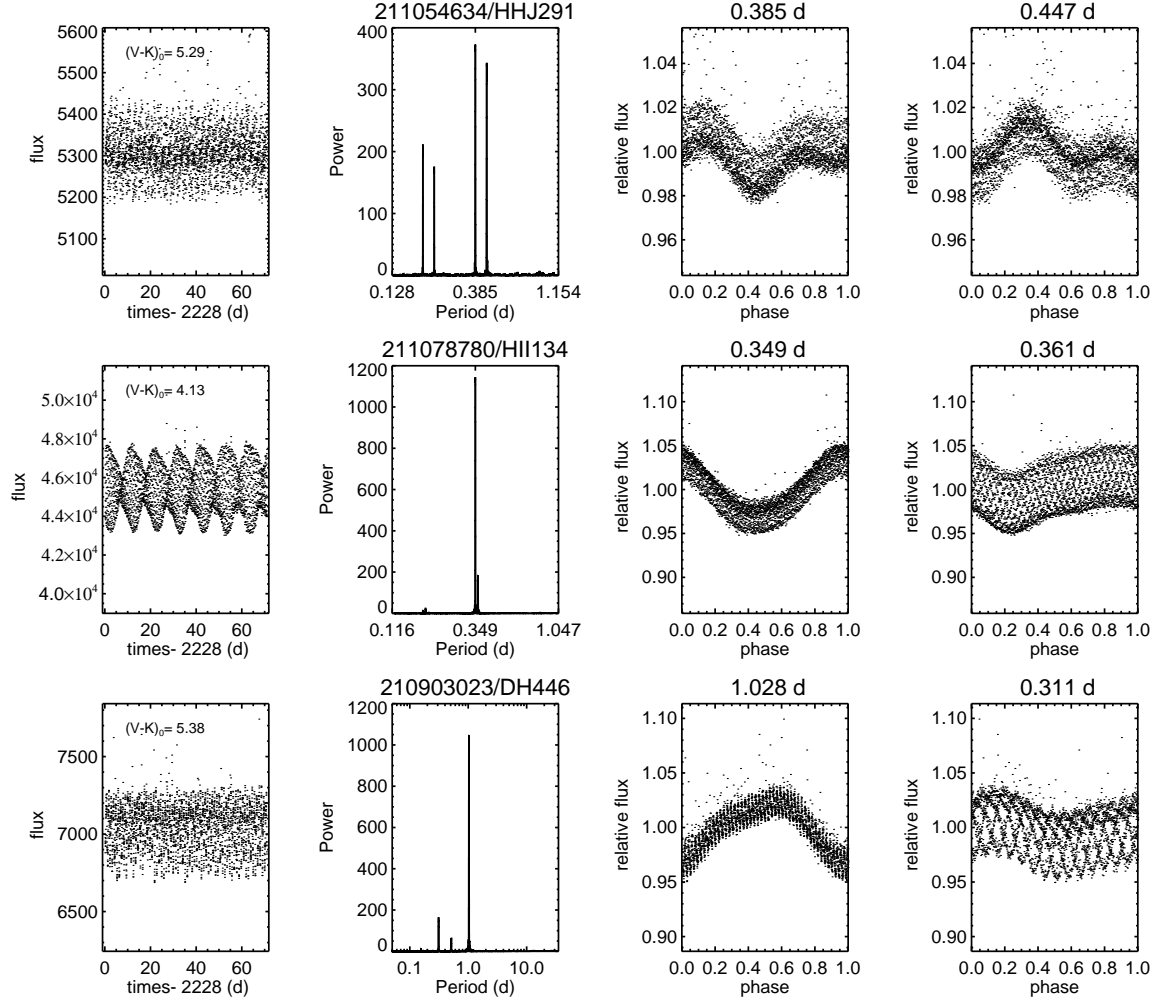 211054634/HHJ291
0.385 d
0.447 d
5600
5500
5400
5300
5200
5100
flux
(V-K)0= 5.29
0 20 40 60
times- 2228 (d)
400
300
200
100
0
Power
0.128 0.385 1.154
Period (d)
1.04
1.02
1.00
0.98
0.96
relative flux
0.0 0.2 0.4 0.6 0.8 1.0
phase
1.04
1.02
1.00
0.98
0.96
relative flux
0.0 0.2 0.4 0.6 0.8 1.0
phase
211078780/HII134
0.349 d
0.361 d
5.0×10⁴
4.8×10⁴
4.6×10⁴
4.4×10⁴
4.2×10⁴
4.0×10⁴
flux
(V-K)0= 4.13
0 20 40 60
times- 2228 (d)
1200
1000
800
600
400
200
0
Power
0.116 0.349 1.047
Period (d)
1.10
1.05
1.00
0.95
0.90
relative flux
0.0 0.2 0.4 0.6 0.8 1.0
phase
1.10
1.05
1.00
0.95
0.90
relative flux
0.0 0.2 0.4 0.6 0.8 1.0
phase
210903023/DH446
1.028 d
0.311 d
7500
7000
6500
flux
(V-K)0= 5.38
0 20 40 60
times- 2228 (d)
1200
1000
800
600
400
200
0
Power
0.1 1.0 10.0
Period (d)
1.10
1.05
1.00
0.95
0.90
relative flux
0.0 0.2 0.4 0.6 0.8 1.0
phase
1.10
1.05
1.00
0.95
0.90
relative flux
0.0 0.2 0.4 0.6 0.8 1.0
phase